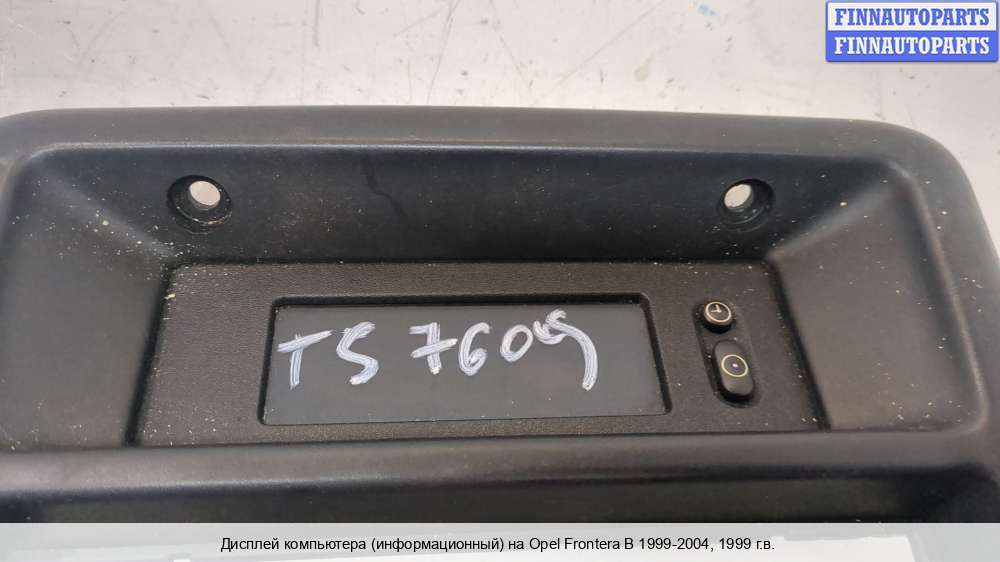 FINNAUTOPARTS
FINNAUTOPARTS
TS 7609
Дисплей компьютера (информационный) на Opel Frontera B 1999-2004, 1999 г.в.